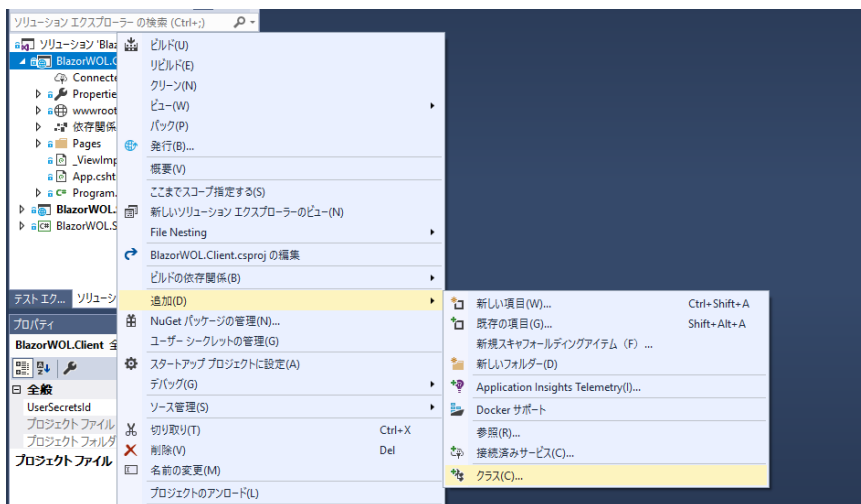 ソリューション エクスプローラーの検索 (Ctrl+;)
ソリューション 'Blaz
BlazorWOL.C
Connecte
Propertie
wwwroot
依存関係
Pages
_ViewImp
App.csht
Program.
BlazorWOL.
BlazorWOL.S
テスト エク...
ソリューシ
プロパティ
BlazorWOL.Client 全
全般
UserSecretsId
プロジェクト ファイル
プロジェクト フォルダ
プロジェクト ファイル
ビルド(U)
リビルド(E)
クリーン(N)
ビュー(W)
パック(P)
発行(B)...
概要(V)
ここまでスコープ指定する(S)
新しいソリューション エクスプローラーのビュー(N)
File Nesting
BlazorWOL.Client.csproj の編集
ビルドの依存関係(B)
追加(D)
NuGet パッケージの管理(N)...
ユーザー シークレットの管理(G)
スタートアップ プロジェクトに設定(A)
デバッグ(G)
ソース管理(S)
切り取り(T) Ctrl+X
削除(V) Del
名前の変更(M)
プロジェクトのアンロード(L)
新しい項目(W)... Ctrl+Shift+A
既存の項目(G)... Shift+Alt+A
新規スキャフォールディングアイテム（F）...
新しいフォルダー(D)
Application Insights Telemetry(I)...
Docker サポート
参照(R)...
接続済みサービス(C)...
クラス(C)...